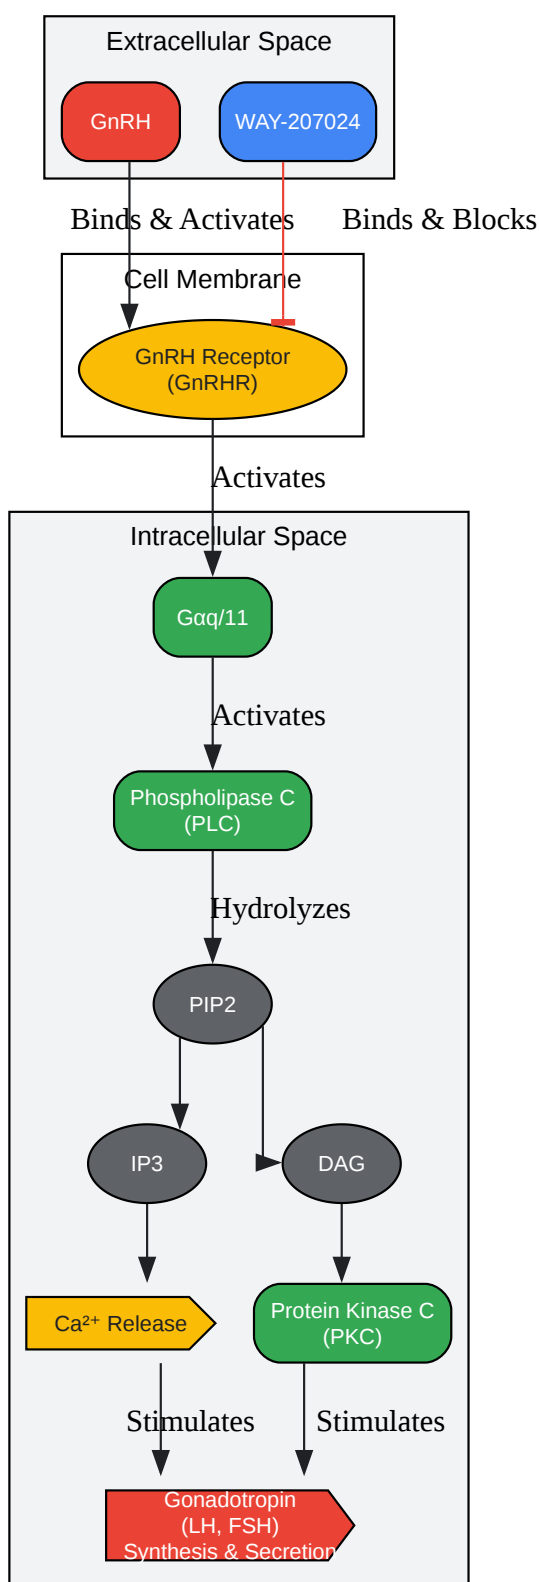 Extracellular Space
GnRH
WAY-207024
Binds & Activates
Binds & Blocks
Cell Membrane
GnRH Receptor
(GnRHR)
Activates
Intracellular Space
Gαq/11
Activates
Phospholipase C
(PLC)
Hydrolyzes
PIP2
IP3
DAG
Ca²⁺ Release
Protein Kinase C
(PKC)
Stimulates
Stimulates
Gonadotropin
(LH, FSH)
Synthesis & Secretion